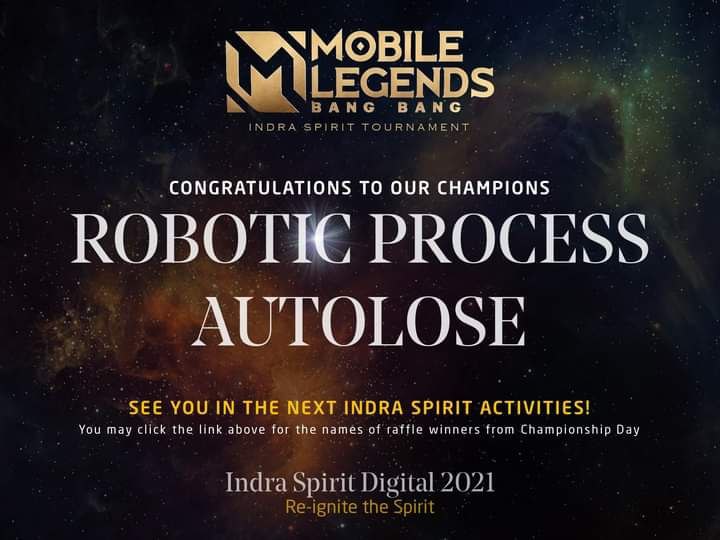 MOBILE
LEGENDS
BANG BANG
INDRA SPIRIT TOURNAMENT
CONGRATULATIONS TO OUR CHAMPIONS
ROBOTIC PROCESS
AUTOLOSE
SEE YOU IN THE NEXT INDRA SPIRIT ACTIVITIES!
You may click the link above for the names of raffle winners from Championship Day
Indra Spirit Digital 2021
Re-ignite the Spirit